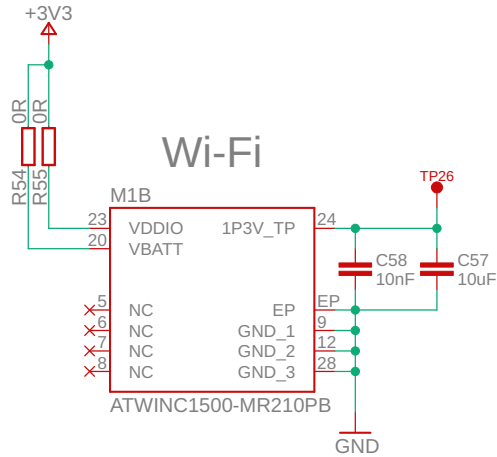 +3V3
0R 0R
R54 R55
Wi-Fi
TP26
M1B
23 VDDIO 1P3V_TP 24
20 VBATT
C58 C57
10nF 10uF
5 NC EP EP
6 NC GND_1 9
7 NC GND_2 12
8 NC GND_3 28
ATWINC1500-MR210PB
GND